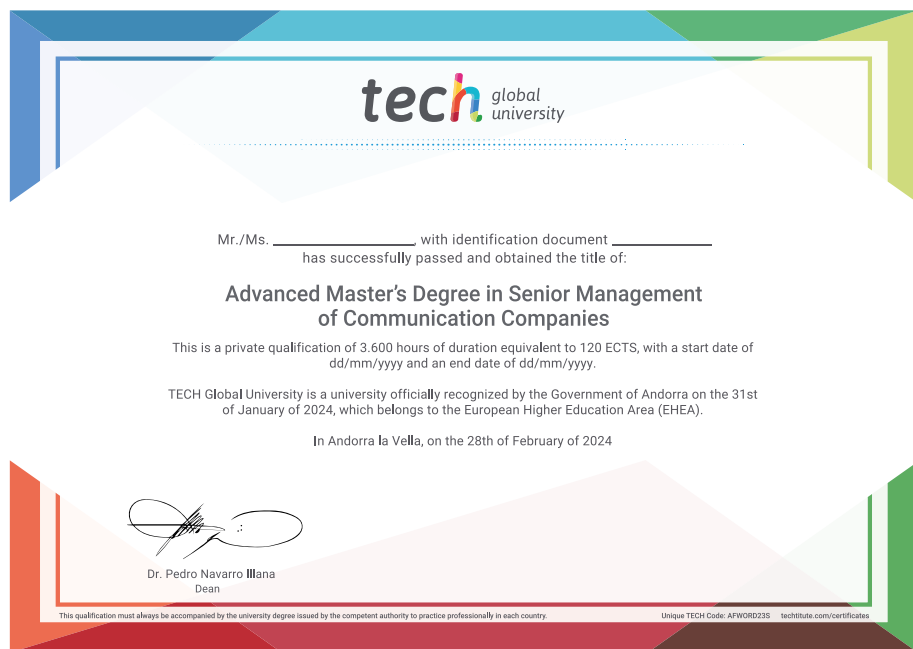 tech global
university
Mr./Ms. ________________, with identification document ____________
has successfully passed and obtained the title of:
Advanced Master's Degree in Senior Management
of Communication Companies
This is a private qualification of 3.600 hours of duration equivalent to 120 ECTS, with a start date of
dd/mm/yyyy and an end date of dd/mm/yyyy.
TECH Global University is a university officially recognized by the Government of Andorra on the 31st
of January of 2024, which belongs to the European Higher Education Area (EHEA).
In Andorra la Vella, on the 28th of February of 2024
Dr. Pedro Navarro Illana
Dean
This qualification must always be accompanied by the university degree issued by the competent authority to practice professionally in each country. Unique TECH Code: AFWORD23S techtitute.com/certificates